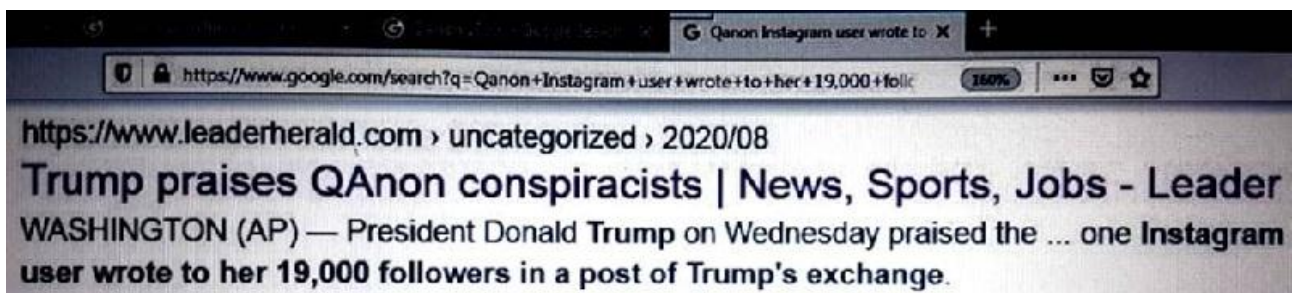 G Qanon Instagram user wrote to X +
https://www.google.com/search?q=Qanon+Instagram+user+wrote+to+her+19,000+follc 160% ...
https://www.leaderherald.com › uncategorized › 2020/08
Trump praises QAnon conspiracists | News, Sports, Jobs - Leader
WASHINGTON (AP) — President Donald Trump on Wednesday praised the ... one Instagram
user wrote to her 19,000 followers in a post of Trump's exchange.